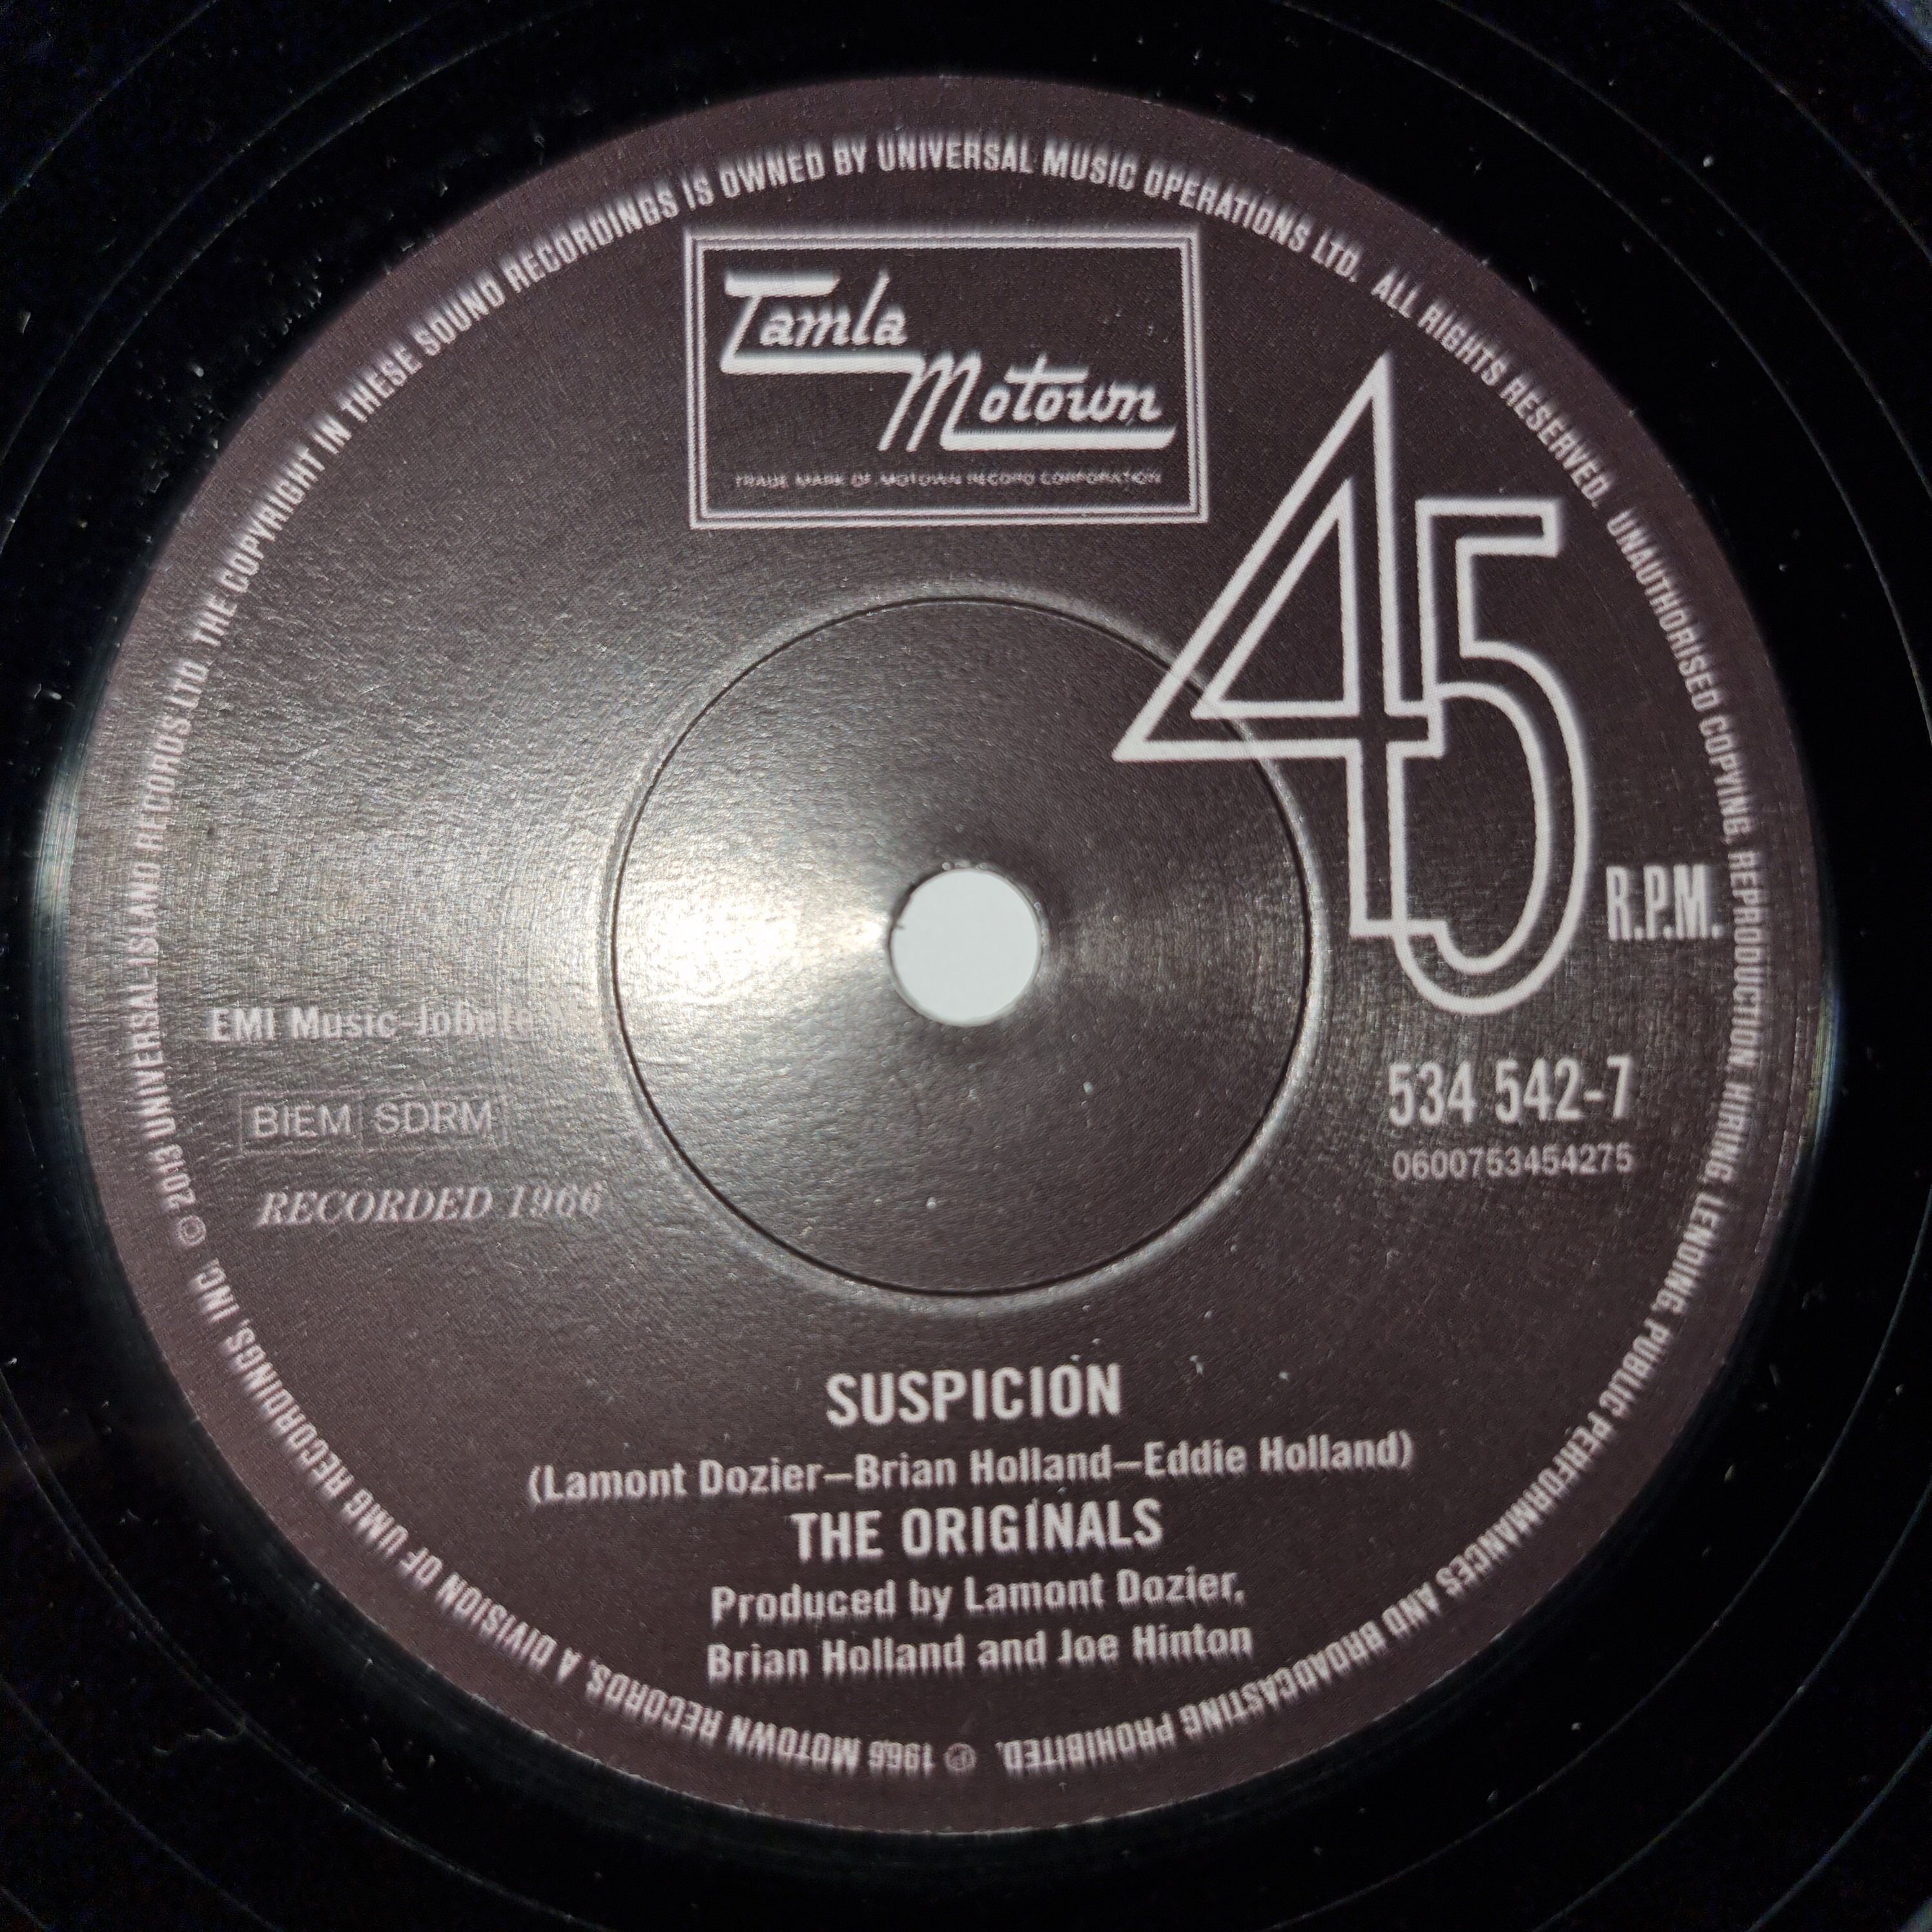 Tamla
Motown
TRADE MARK OF MOTOWN RECORD CORPORATION
45
R.P.M.
EMI Music Jobete
BIEM SDRM
RECORDED 1966
534 542-7
0600753454275
SUSPICION
(Lamont Dozier–Brian Holland–Eddie Holland)
THE ORIGINALS
Produced by Lamont Dozier,
Brian Holland and Joe Hinton
℗ 1966 MOTOWN RECORDS, A DIVISION OF UMG RECORDINGS, INC. © 2013 UNIVERSAL-ISLAND RECORDS LTD. THE COPYRIGHT IN THESE SOUND RECORDINGS IS OWNED BY UNIVERSAL MUSIC OPERATIONS LTD. ALL RIGHTS RESERVED. UNAUTHORISED COPYING, REPRODUCTION, HIRING, LENDING, PUBLIC PERFORMANCES AND BROADCASTING PROHIBITED.